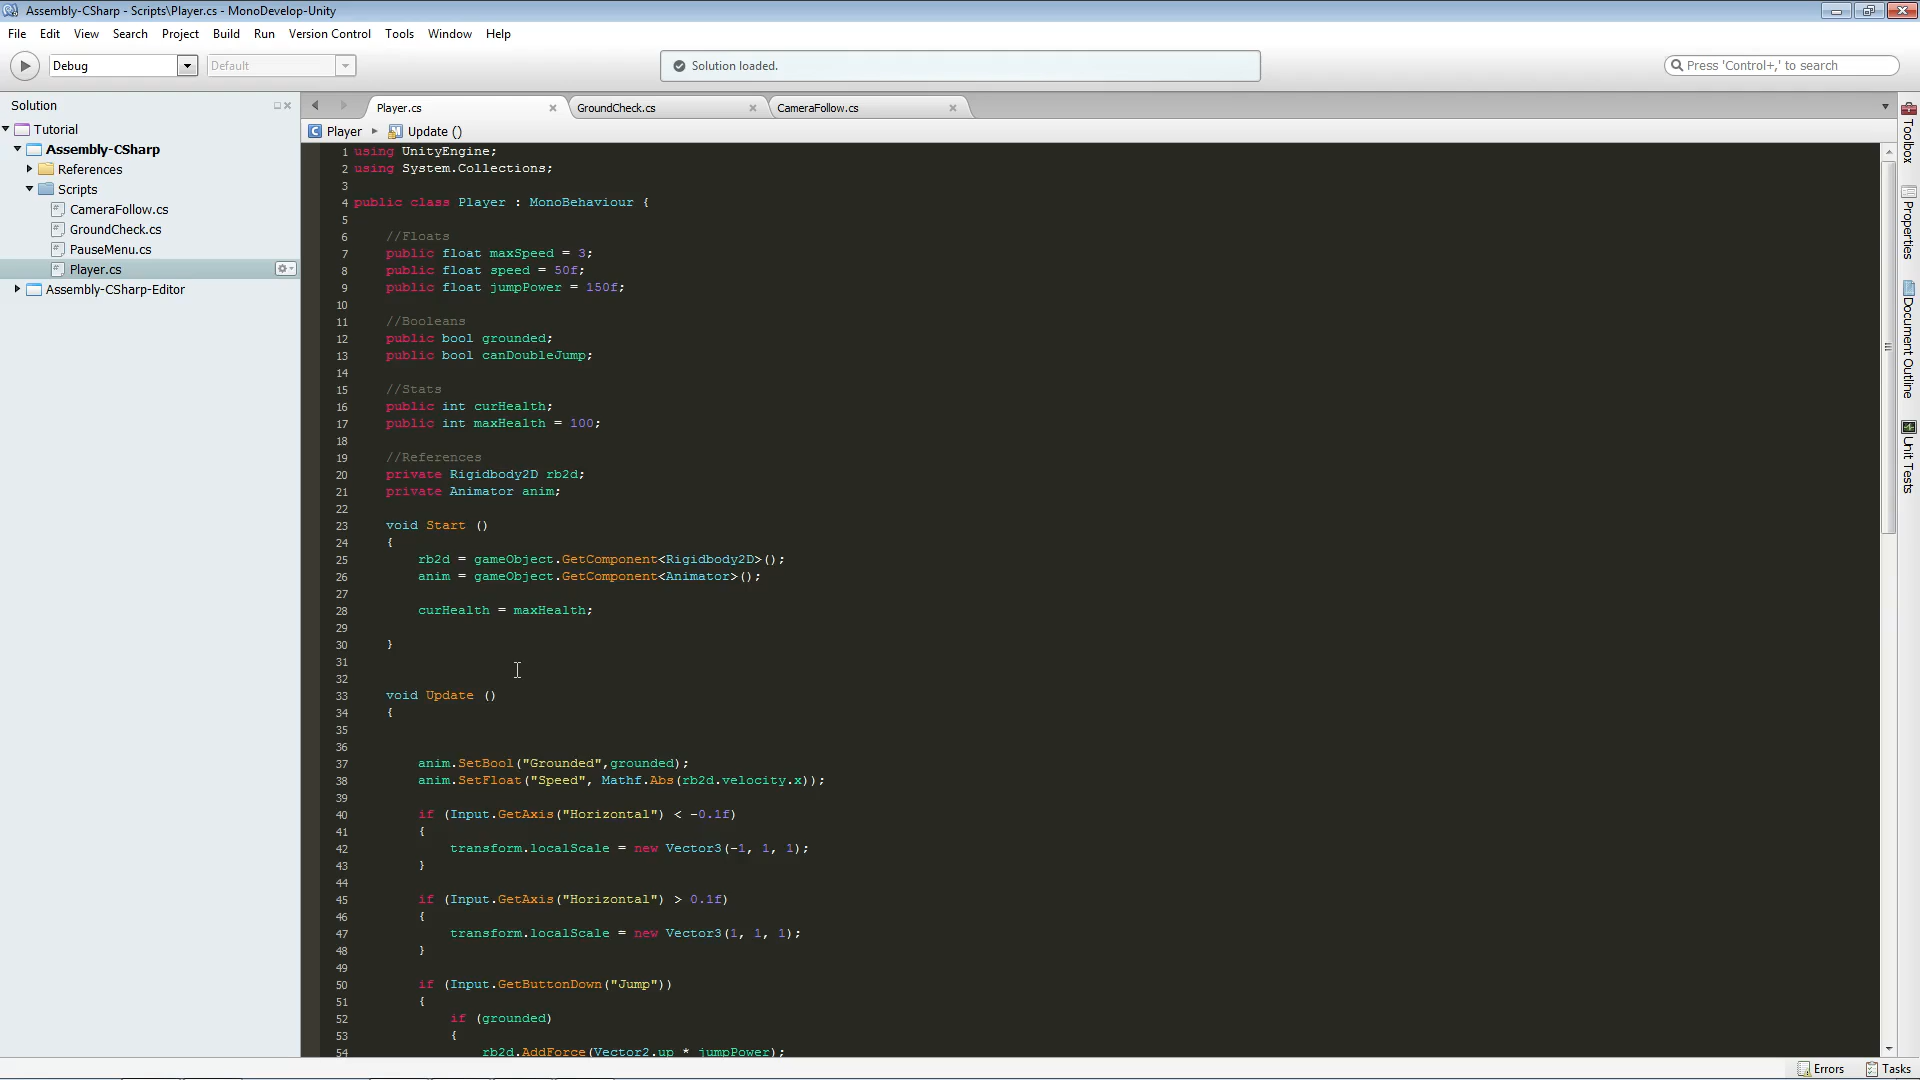 Assembly-CSharp - Scripts\Player.cs - MonoDevelop-Unity
File Edit View Search Project Build Run Version Control Tools Window Help
Debug
Default
Solution loaded.
Press 'Control+,' to search
Solution
Tutorial
Assembly-CSharp
References
Scripts
CameraFollow.cs
GroundCheck.cs
PauseMenu.cs
Player.cs
Assembly-CSharp-Editor
Player.cs
GroundCheck.cs
CameraFollow.cs
Player
Update ()
1 using UnityEngine;
2 using System.Collections;
3
4 public class Player : MonoBehaviour {
5
6 //Floats
7 public float maxSpeed = 3;
8 public float speed = 50f;
9 public float jumpPower = 150f;
10
11 //Booleans
12 public bool grounded;
13 public bool canDoubleJump;
14
15 //Stats
16 public int curHealth;
17 public int maxHealth = 100;
18
19 //References
20 private Rigidbody2D rb2d;
21 private Animator anim;
22
23 void Start ()
24 {
25 rb2d = gameObject.GetComponent<Rigidbody2D>();
26 anim = gameObject.GetComponent<Animator>();
27
28 curHealth = maxHealth;
29
30 }
31
32
33 void Update ()
34 {
35
36
37 anim.SetBool("Grounded",grounded);
38 anim.SetFloat("Speed", Mathf.Abs(rb2d.velocity.x));
39
40 if (Input.GetAxis("Horizontal") < -0.1f)
41 {
42 transform.localScale = new Vector3(-1, 1, 1);
43 }
44
45 if (Input.GetAxis("Horizontal") > 0.1f)
46 {
47 transform.localScale = new Vector3(1, 1, 1);
48 }
49
50 if (Input.GetButtonDown("Jump"))
51 {
52 if (grounded)
53 {
54 rb2d.AddForce(Vector2.up * jumpPower);
Toolbox
Properties
Document Outline
Unit Tests
Errors
Tasks